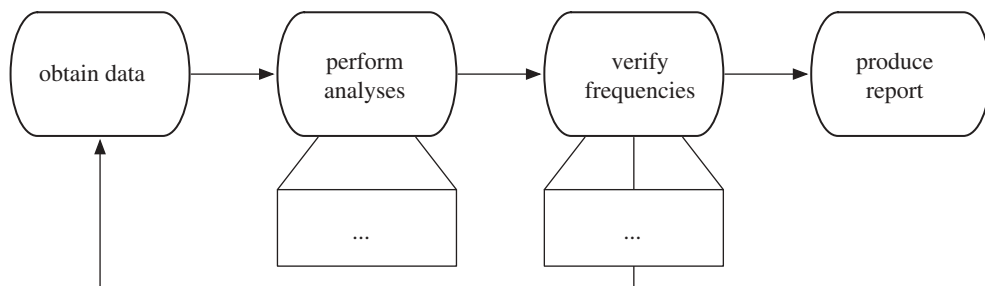 obtain data
perform
analyses
verify
frequencies
produce
report
...
...